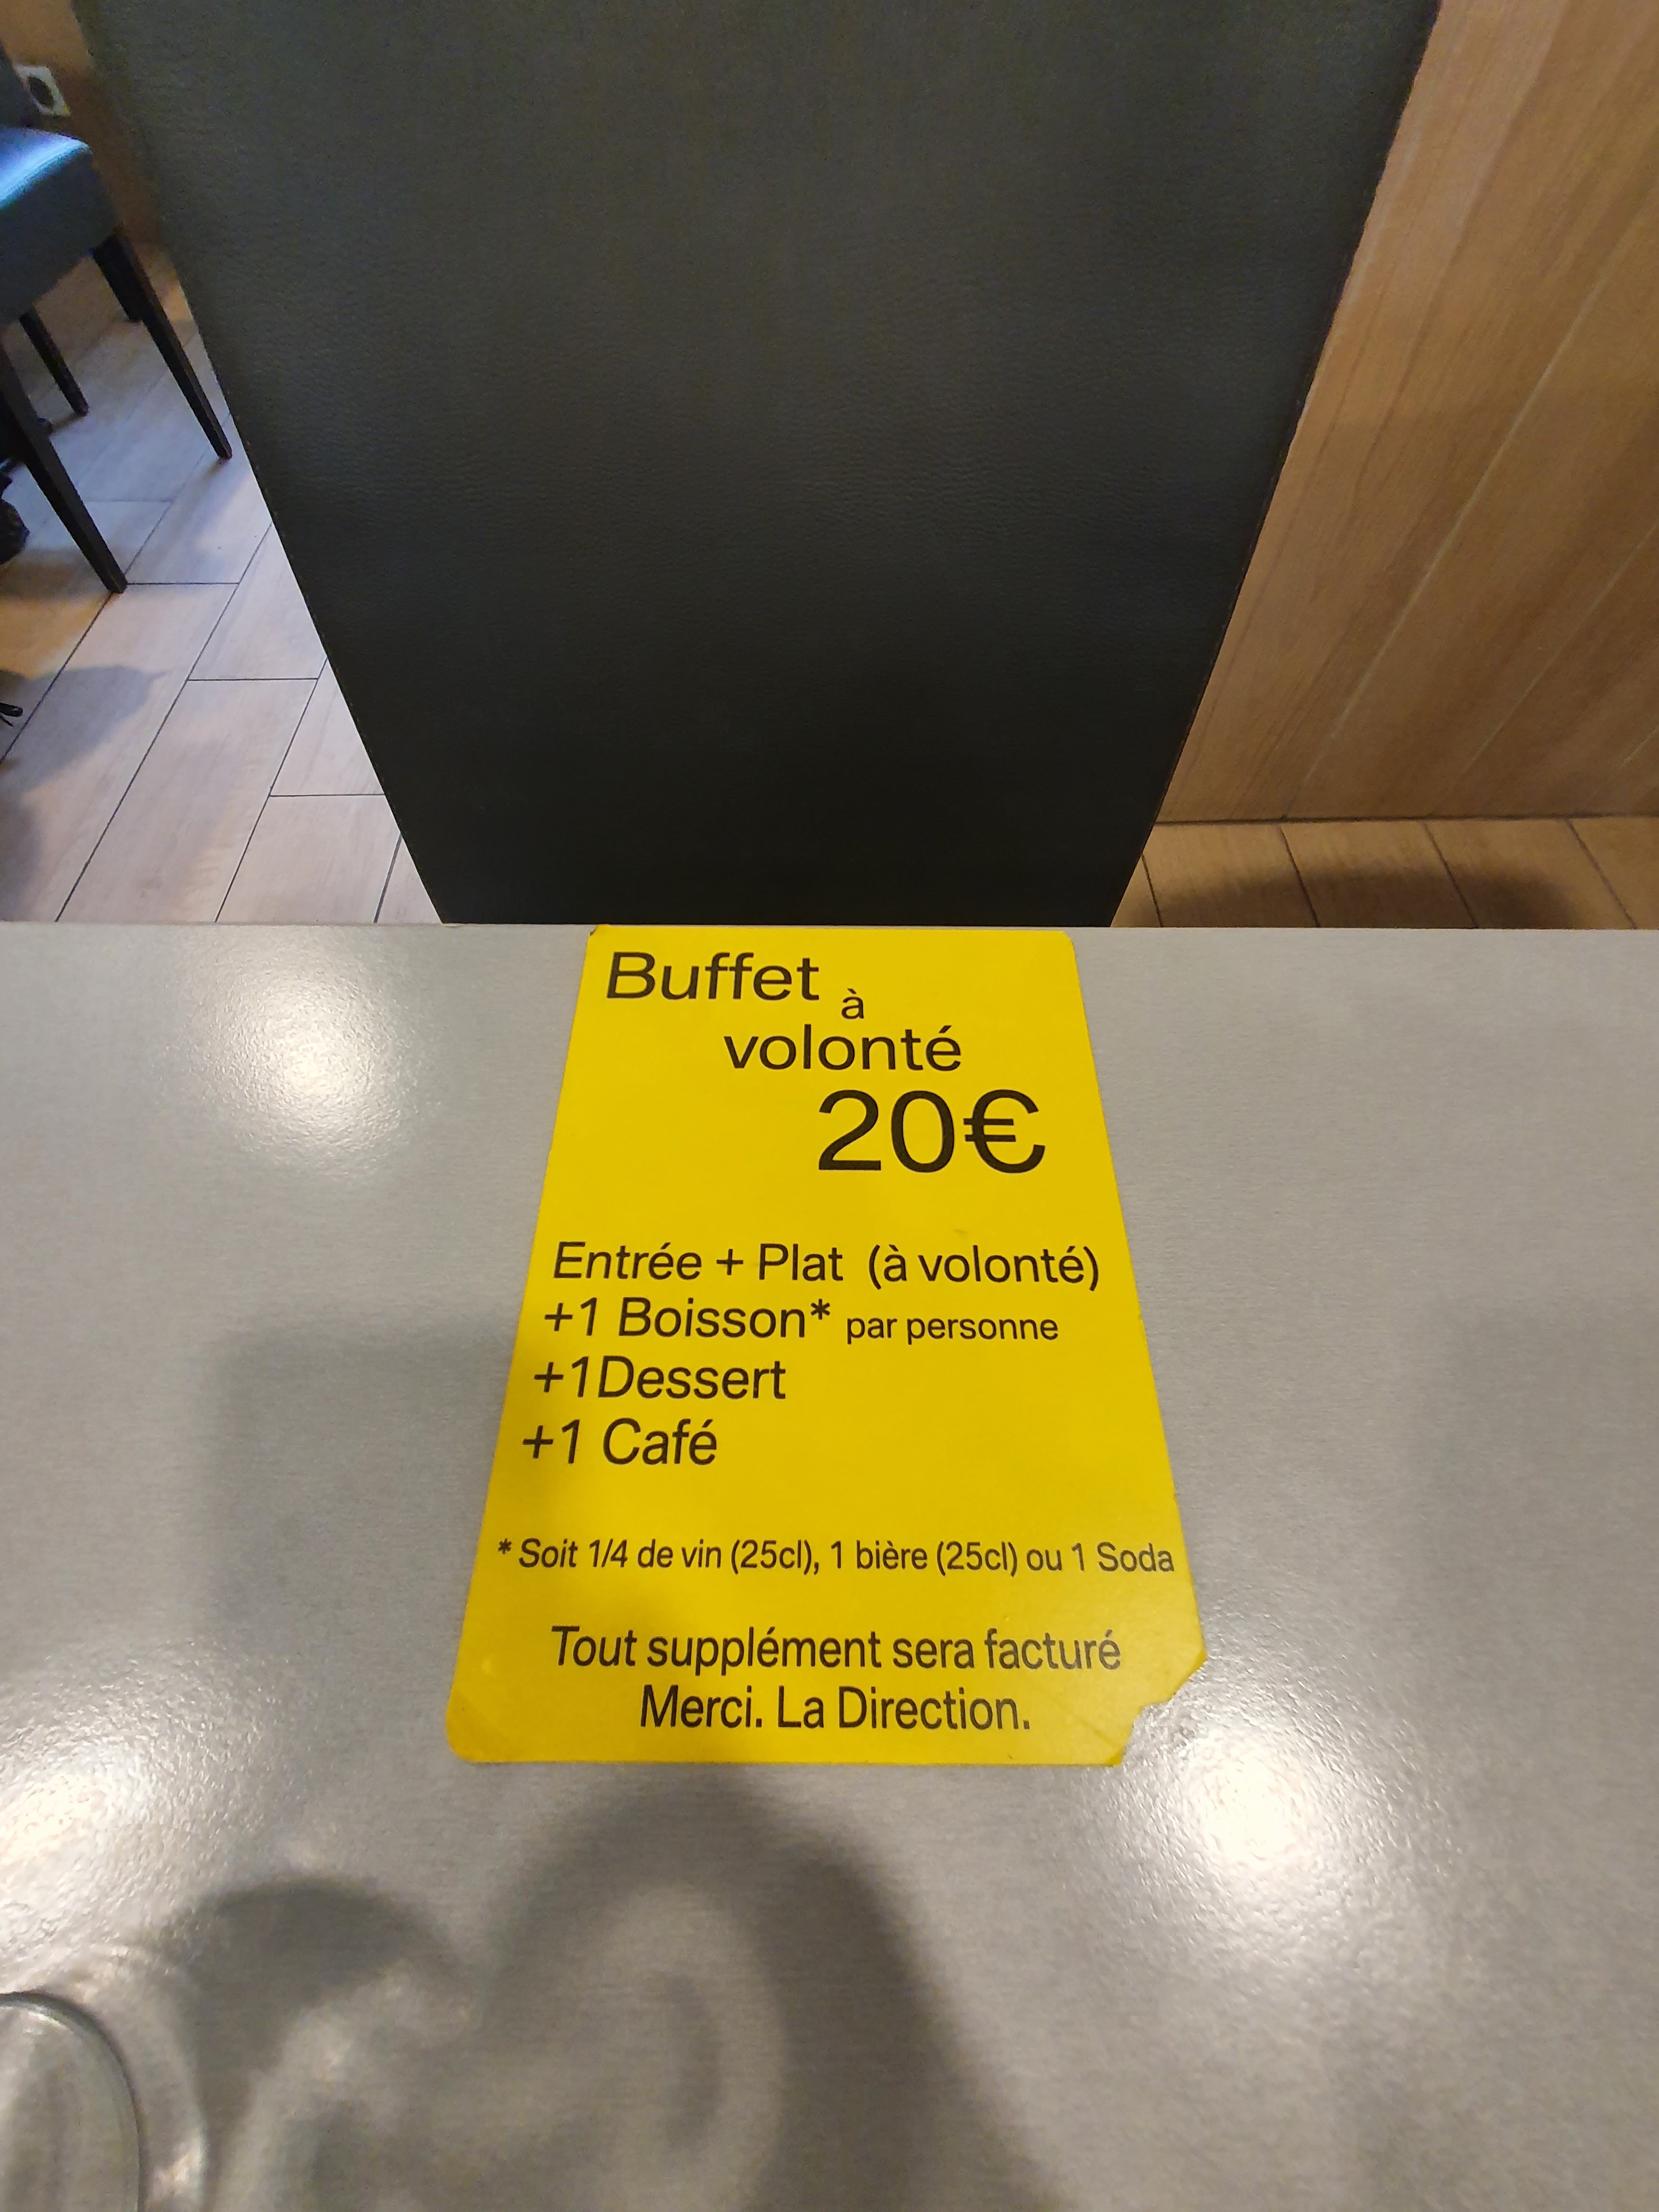 Buffet à
volonté
20€
Entrée + Plat (à volonté)
+1 Boisson* par personne
+1Dessert
+1 Café
* Soit 1/4 de vin (25cl), 1 bière (25cl) ou 1 Soda
Tout supplément sera facturé
Merci. La Direction.